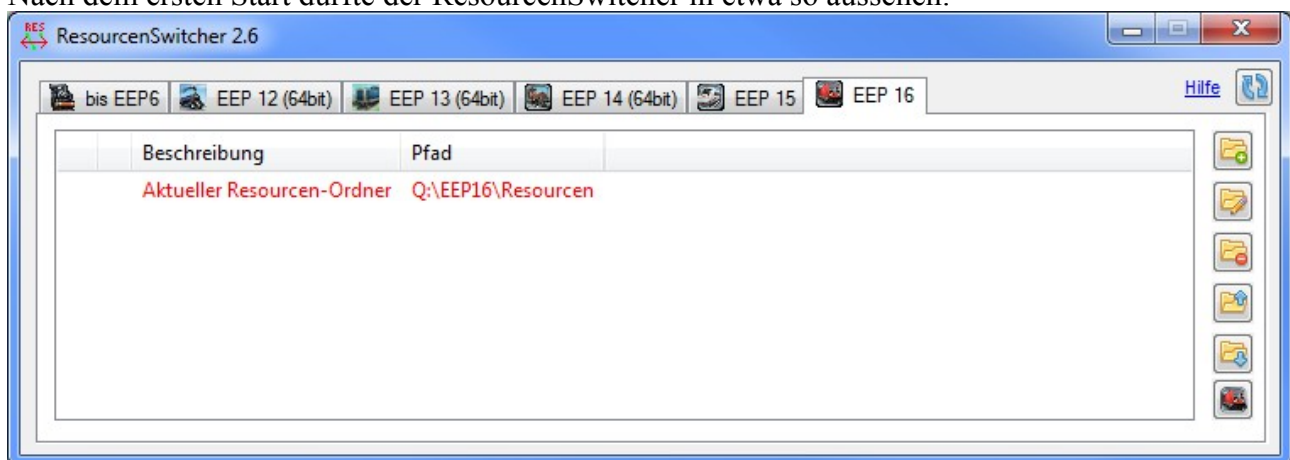 Nach dem ersten Start dürfte der ResourcenSwitcher in etwa so aussehen:
RES
ResourcenSwitcher 2.6
bis EEP6 EEP 12 (64bit) EEP 13 (64bit) EEP 14 (64bit) EEP 15 EEP 16 Hilfe
Beschreibung Pfad
Aktueller Resourcen-Ordner Q:\EEP16\Resourcen